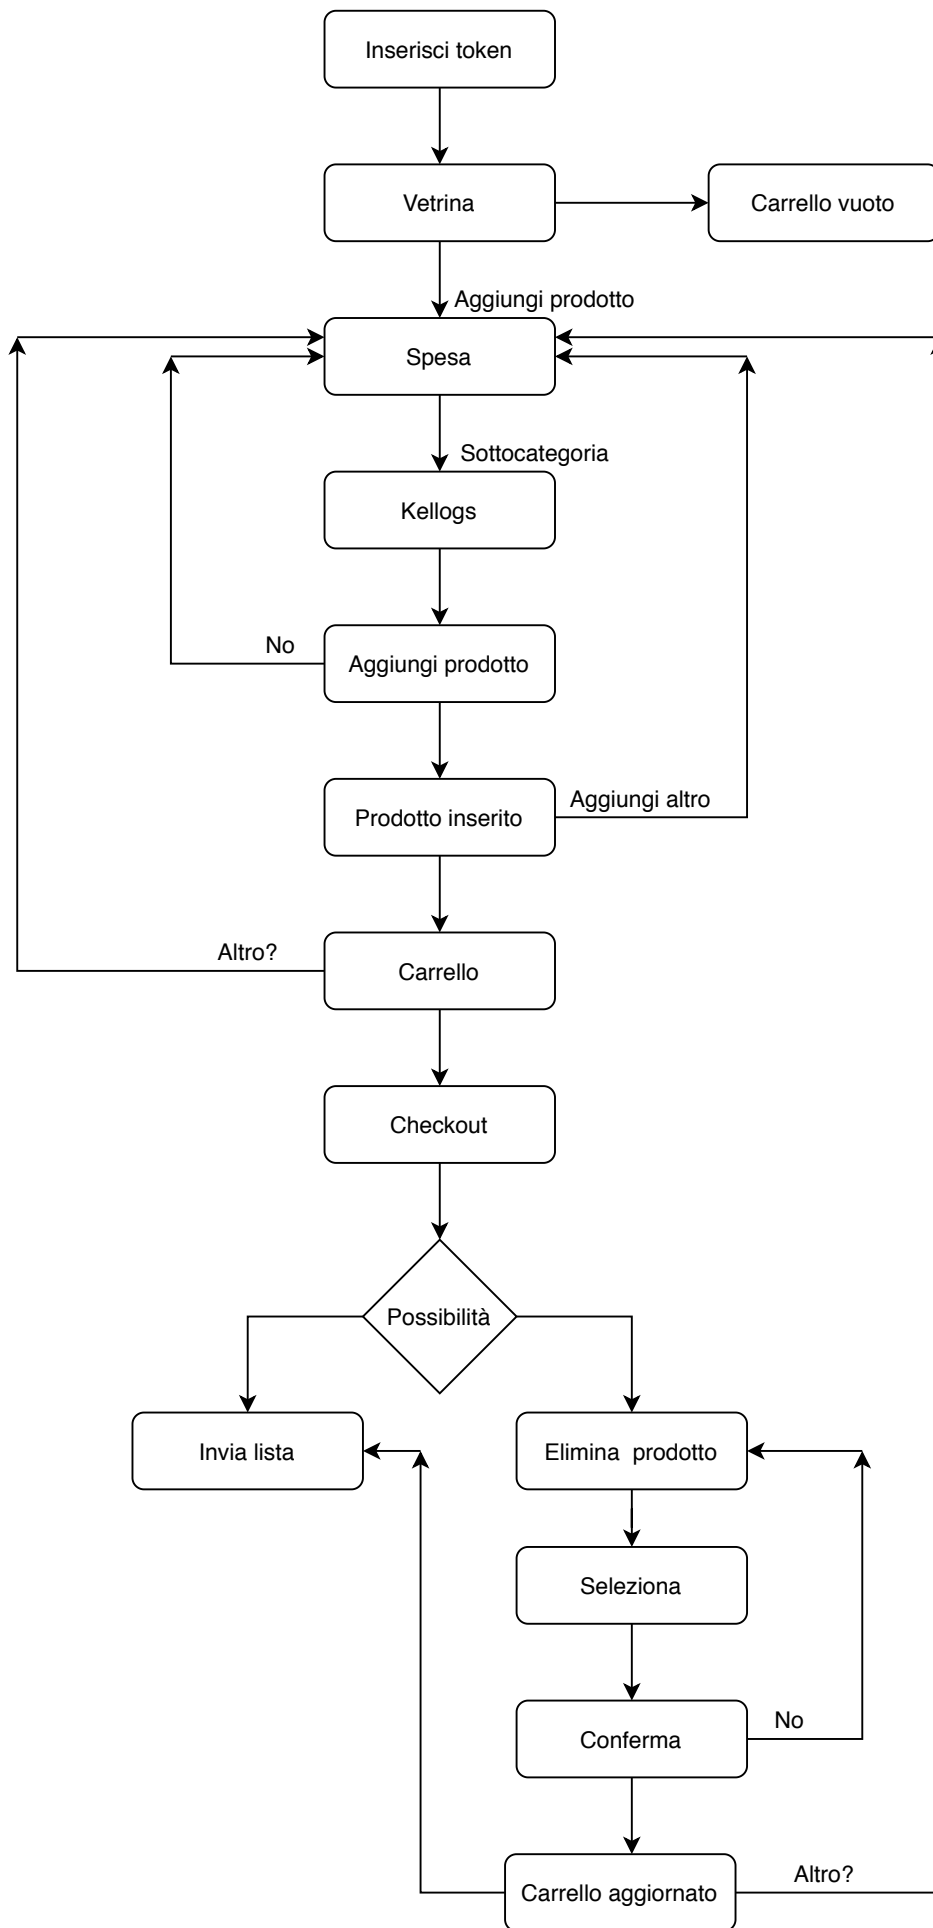 Inserisci token
Vetrina
Carrello vuoto
Aggiungi prodotto
Spesa
Sottocategoria
Kellogs
No
Aggiungi prodotto
Prodotto inserito
Aggiungi altro
Altro?
Carrello
Checkout
Possibilità
Invia lista
Elimina prodotto
Seleziona
Conferma
No
Carrello aggiornato
Altro?